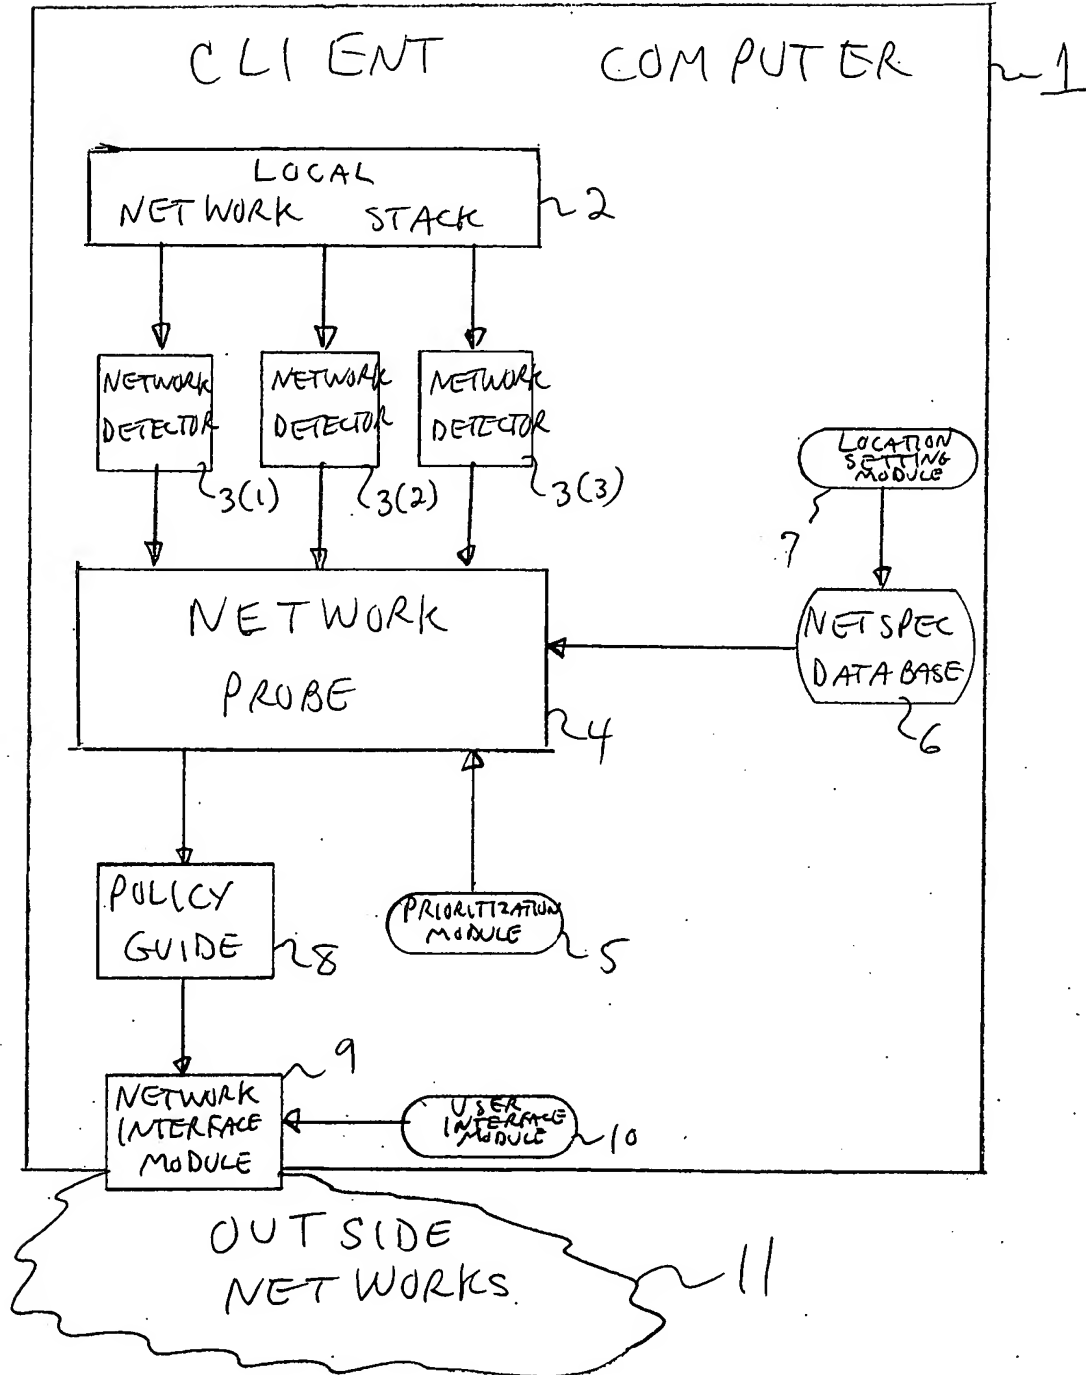 CLIENT COMPUTER
1
LOCAL
NETWORK STACK
2
NETWORK
DETECTOR
3(1)
NETWORK
DETECTOR
3(2)
NETWORK
DETECTOR
3(3)
LOCATION
SETTING
MODULE
7
NETWORK
PROBE
4
NETSPEC
DATABASE
6
POLICY
GUIDE
8
PRIORITIZATION
MODULE
5
NETWORK
INTERFACE
MODULE
9
USER
INTERFACE
MODULE
10
OUTSIDE
NETWORKS
11